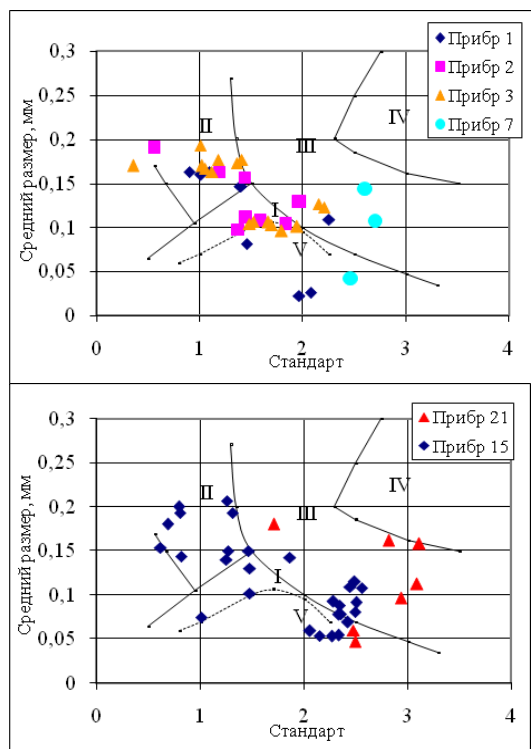 0,3
0,25
0,2
0,15
0,1
0,05
0
Средний размер, мм
0 1 2 3 4
Стандарт
II
III
IV
I
V
Прибр 1
Прибр 2
Прибр 3
Прибр 7
0,3
0,25
0,2
0,15
0,1
0,05
0
Средний размер, мм
0 1 2 3 4
Стандарт
II
III
IV
I
V
Прибр 21
Прибр 15